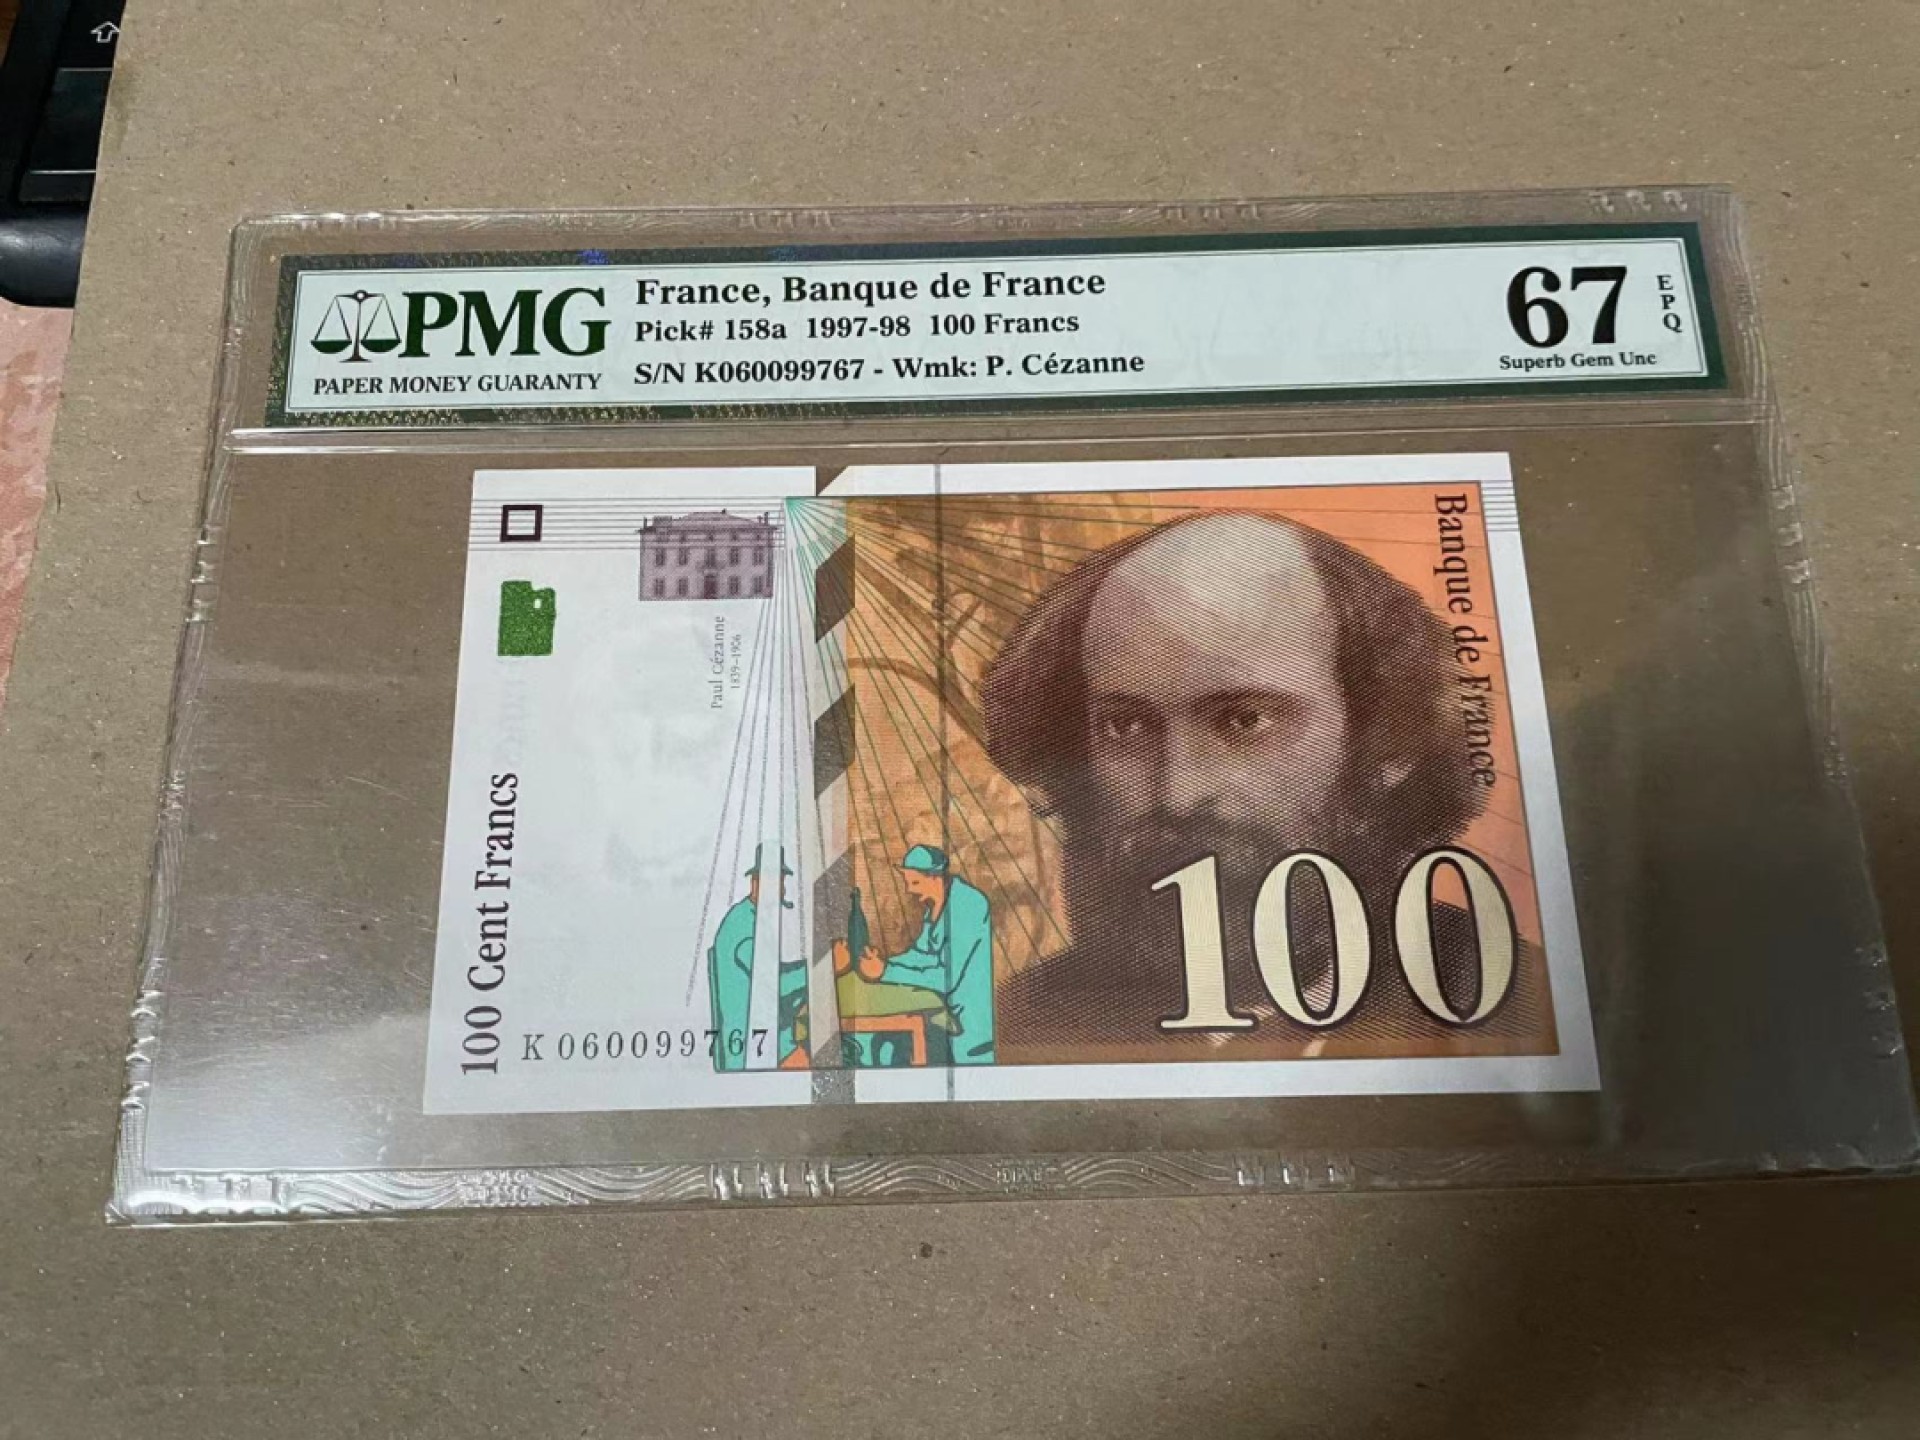 PMG
PAPER MONEY GUARANTY
France, Banque de France
Pick# 158a 1997-98 100 Francs
S/N K060099767 - Wmk: P. Cézanne
67
EPQ
Superb Gem Unc
Banque de France
Paul Cézanne
1839-1906
100 Cent Francs
K 060099767
100